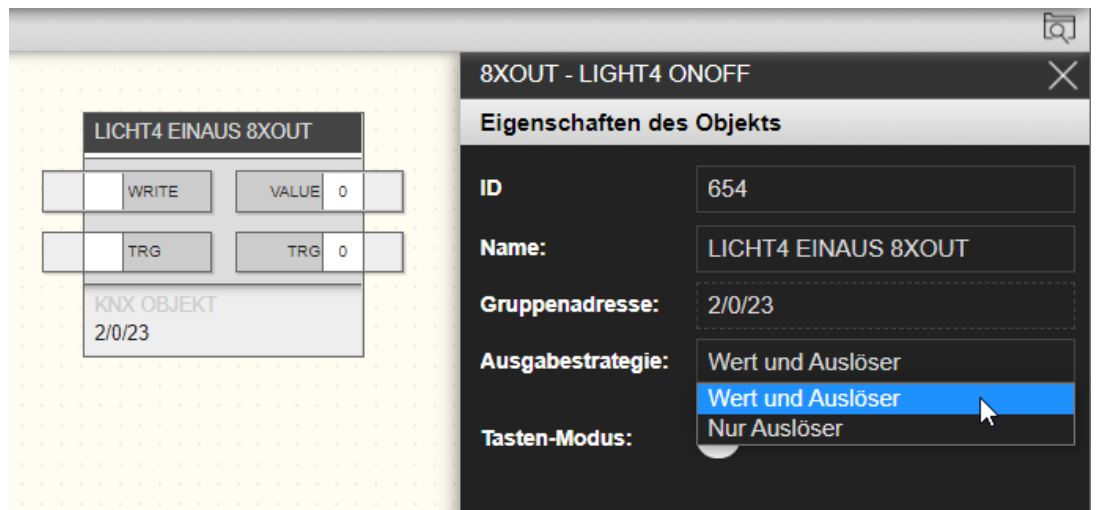 8XOUT - LIGHT4 ONOFF
Eigenschaften des Objekts
LICHT4 EINAUS 8XOUT
WRITE
VALUE 0
TRG
TRG 0
KNX OBJEKT
2/0/23
ID
654
Name:
LICHT4 EINAUS 8XOUT
Gruppenadresse:
2/0/23
Ausgabestrategie:
Wert und Auslöser
Wert und Auslöser
Nur Auslöser
Tasten-Modus: